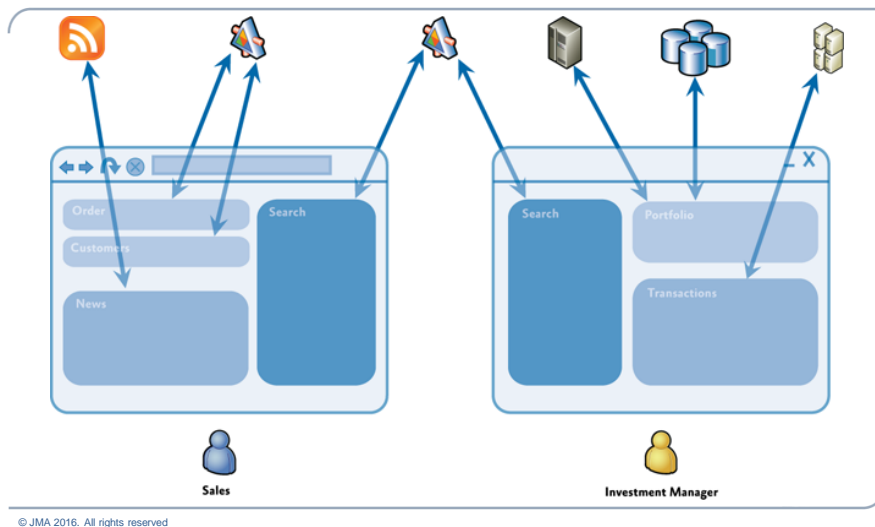 Order
Customers
News
Search
Search
Portfolio
Transactions
X
Sales
Investment Manager
© JMA 2016. All rights reserved